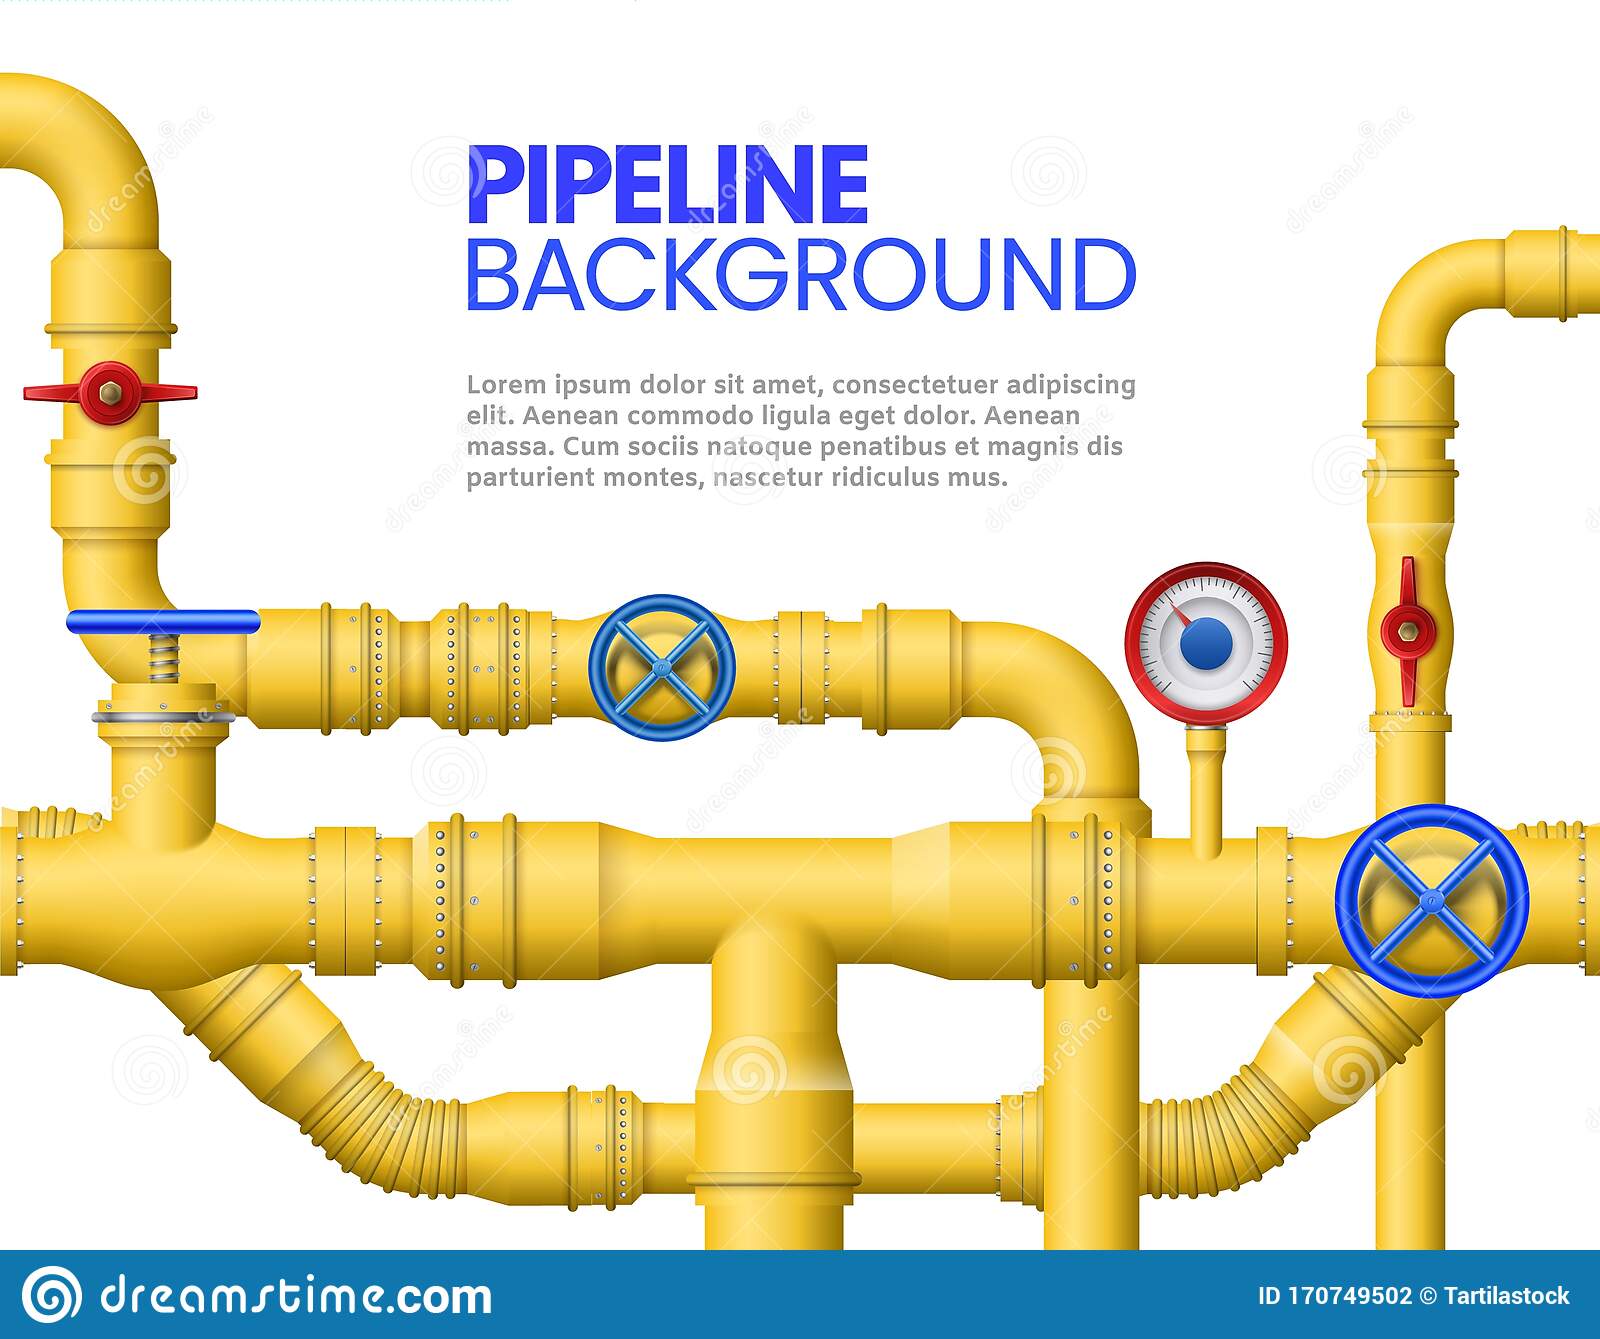 PIPELINE
BACKGROUND
Lorem ipsum dolor sit amet, consectetuer adipiscing
elit. Aenean commodo ligula eget dolor. Aenean
massa. Cum sociis natoque penatibus et magnis dis
parturient montes, nascetur ridiculus mus.
dreamstime.com
ID 170749502 © Tartilastock